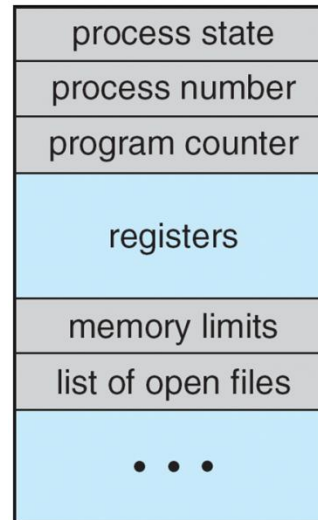 process state
process number
program counter
registers
memory limits
list of open files
• • •